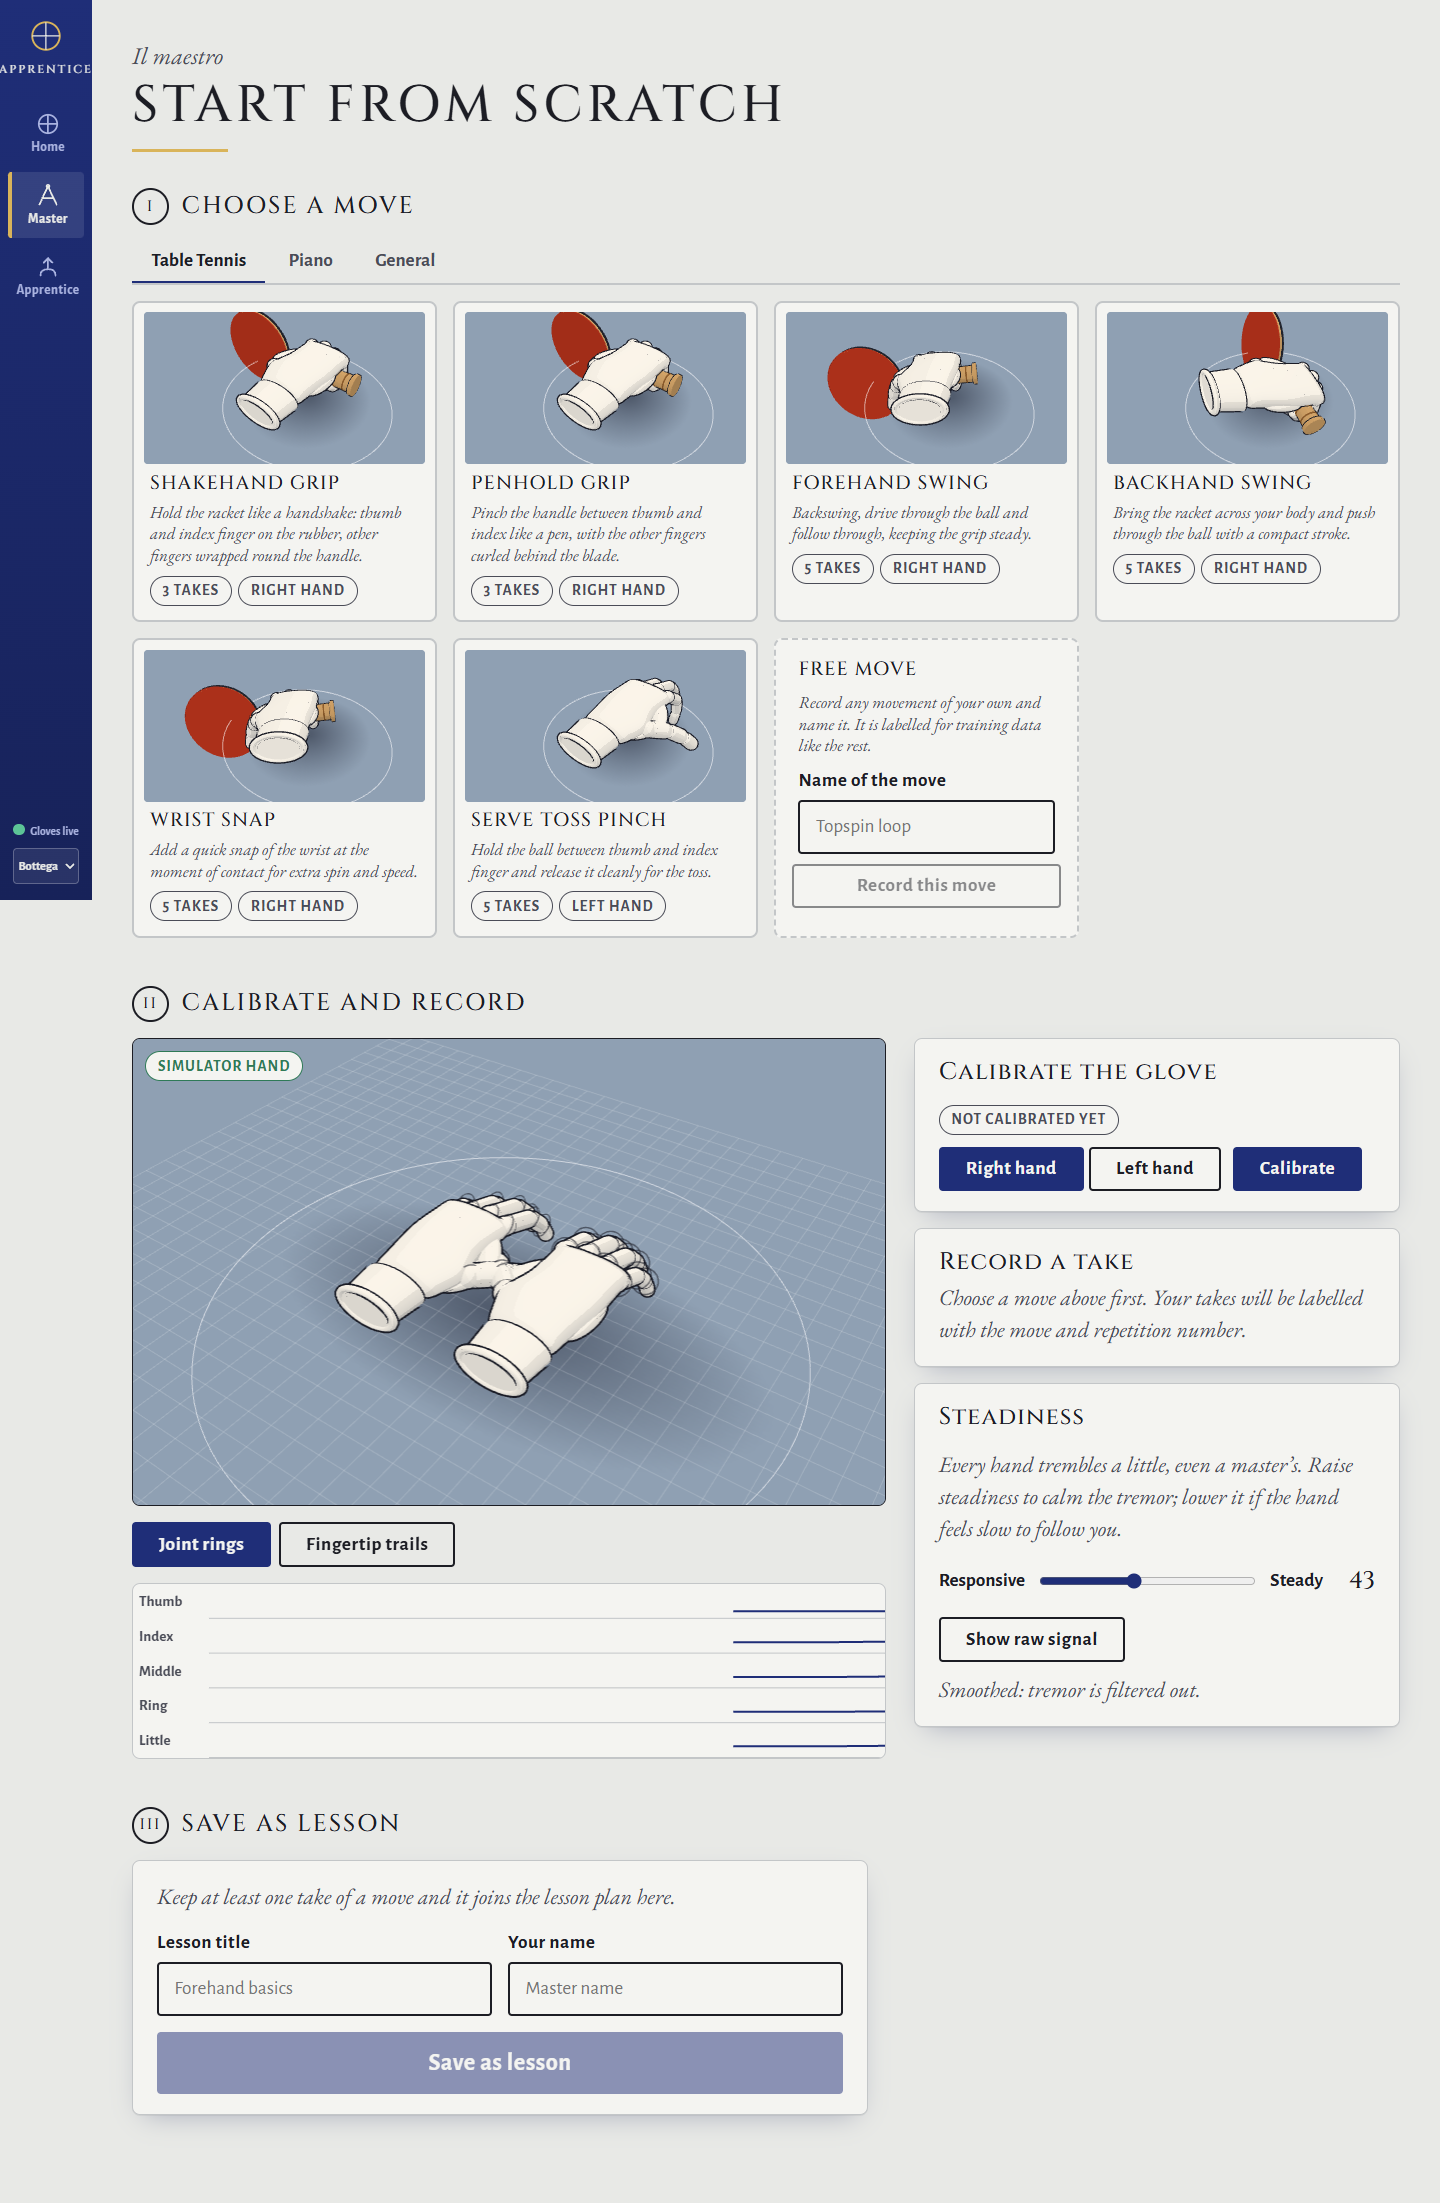 APPRENTICE
Home
Master
Apprentice
Gloves live
Bottega
Il maestro
START FROM SCRATCH
I
CHOOSE A MOVE
Table Tennis
Piano
General
SHAKEHAND GRIP
Hold the racket like a handshake: thumb
and index finger on the rubber, other
fingers wrapped round the handle.
3 TAKES
RIGHT HAND
PENHOLD GRIP
Pinch the handle between thumb and
index like a pen, with the other fingers
curled behind the blade.
3 TAKES
RIGHT HAND
FOREHAND SWING
Backswing, drive through the ball and
follow through, keeping the grip steady.
5 TAKES
RIGHT HAND
BACKHAND SWING
Bring the racket across your body and push
through the ball with a compact stroke.
5 TAKES
RIGHT HAND
WRIST SNAP
Add a quick snap of the wrist at the
moment of contact for extra spin and speed.
5 TAKES
RIGHT HAND
SERVE TOSS PINCH
Hold the ball between thumb and index
finger and release it cleanly for the toss.
5 TAKES
LEFT HAND
FREE MOVE
Record any movement of your own and
name it. It is labelled for training data
like the rest.
Name of the move
Topspin loop
Record this move
II
CALIBRATE AND RECORD
SIMULATOR HAND
Joint rings
Fingertip trails
Thumb
Index
Middle
Ring
Little
CALIBRATE THE GLOVE
NOT CALIBRATED YET
Right hand
Left hand
Calibrate
RECORD A TAKE
Choose a move above first. Your takes will be labelled
with the move and repetition number.
STEADINESS
Every hand trembles a little, even a master’s. Raise
steadiness to calm the tremor; lower it if the hand
feels slow to follow you.
Responsive
Steady
43
Show raw signal
Smoothed: tremor is filtered out.
III
SAVE AS LESSON
Keep at least one take of a move and it joins the lesson plan here.
Lesson title
Your name
Forehand basics
Master name
Save as lesson